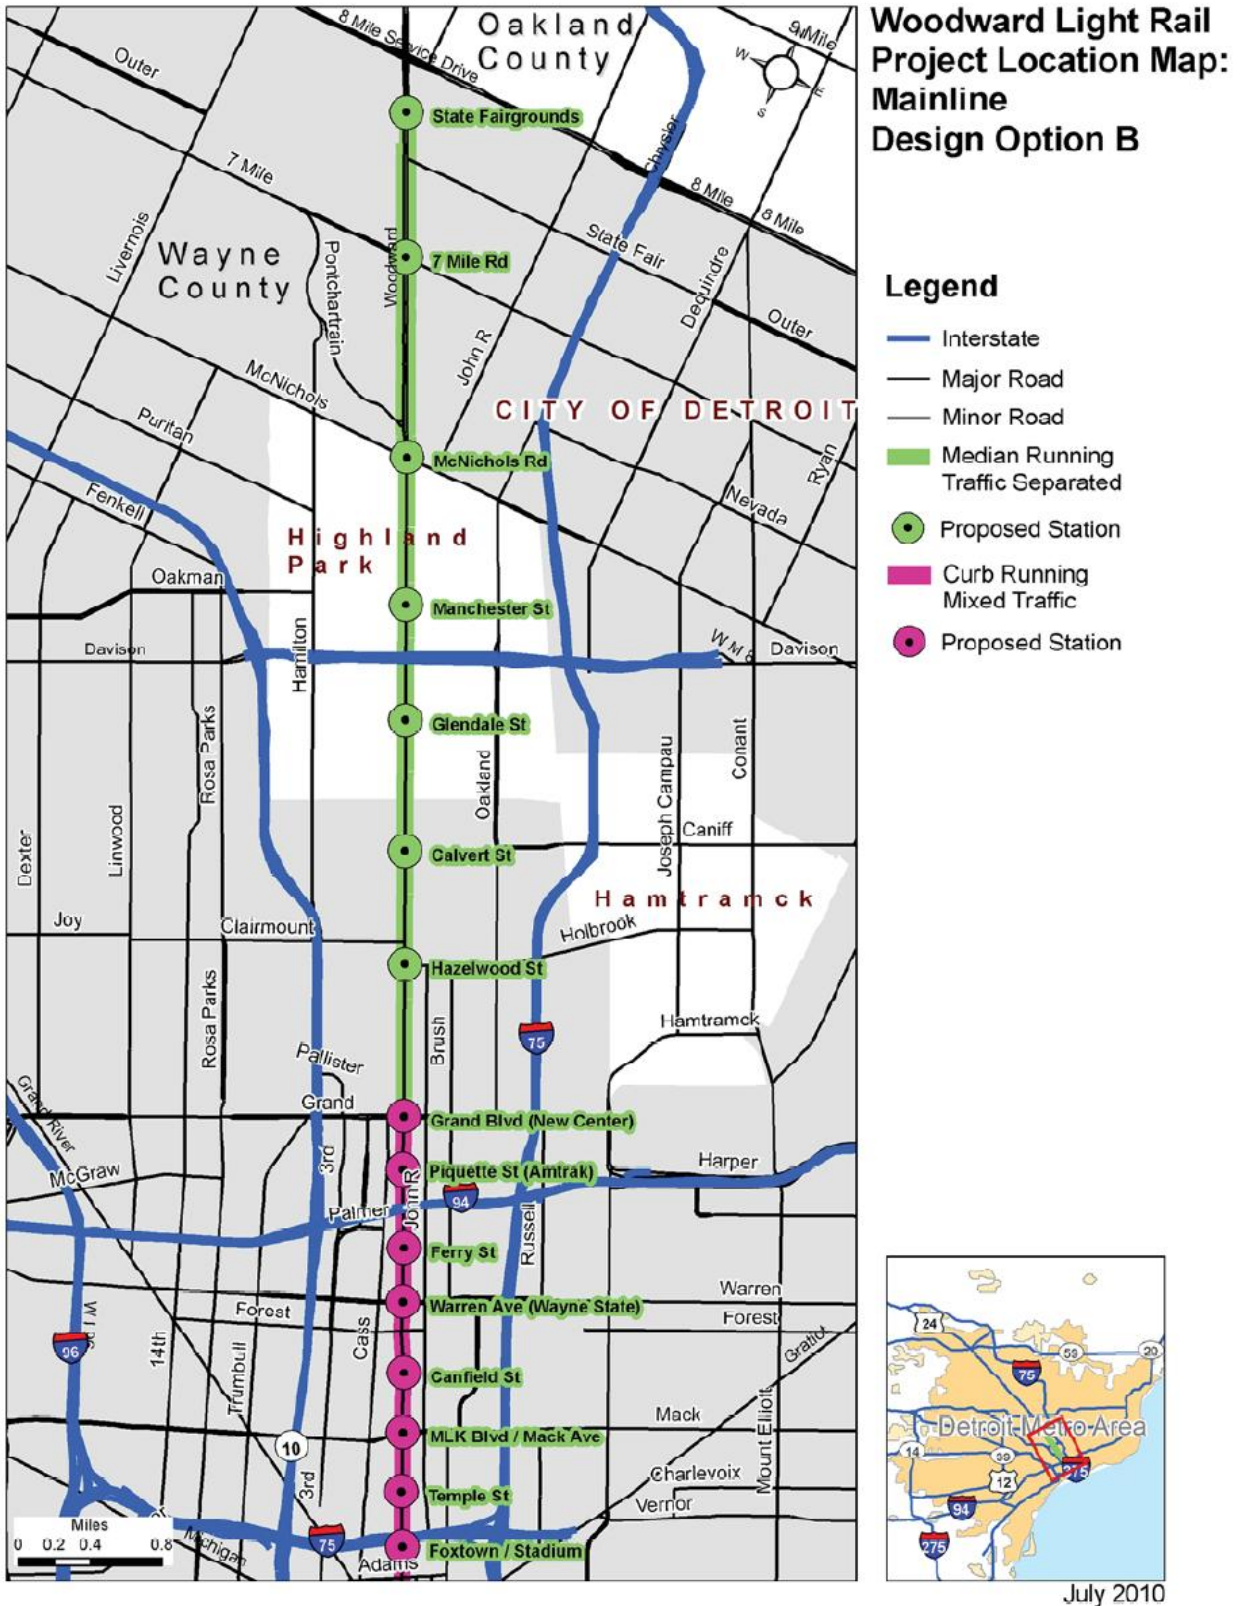 Woodward Light Rail
Project Location Map:
Mainline
Design Option B
Legend
Interstate
Major Road
Minor Road
Median Running
Traffic Separated
Proposed Station
Curb Running
Mixed Traffic
Proposed Station
Oakland
County
8 Mile Service Drive
9 Mile
W
E
S
Outer
State Fairgrounds
Chrysler
7 Mile
8 Mile
8 Mile
Livernois
Wayne
County
Pontchartrain
Woodward
7 Mile Rd
State Fair
Dequindre
Outer
John R
McNichols
CITY OF DETROIT
Puritan
McNichols Rd
Ryan
Nevada
Fenkell
Highland
Park
Oakman
Manchester St
Davison
Hamilton
W M 8
Davison
Glendale St
Rosa Parks
Oakland
Conant
Joseph Campau
Linwood
Dexter
Caniff
Calvert St
Hamtramck
Joy
Clairmount
Holbrook
Hazelwood St
Rosa Parks
Brush
75
Hamtramck
Pallister
Grand River
Grand
Grand Blvd (New Center)
3rd
McGraw
Piquette St (Amtrak)
Harper
John R
94
Palmer
Russell
Ferry St
Warren
Warren Ave (Wayne State)
Forest
Forest
W I 96
96
14th
Trumbull
Cass
Canfield St
Gratiot
Mount Elliott
Mack
MLK Blvd / Mack Ave
10
3rd
Charlevoix
Temple St
Vernor
Miles
0 0.2 0.4 0.8
Michigan
75
Foxtown / Stadium
Adams
24
75
59
20
Detroit Metro Area
14
39
12
275
94
275
July 2010